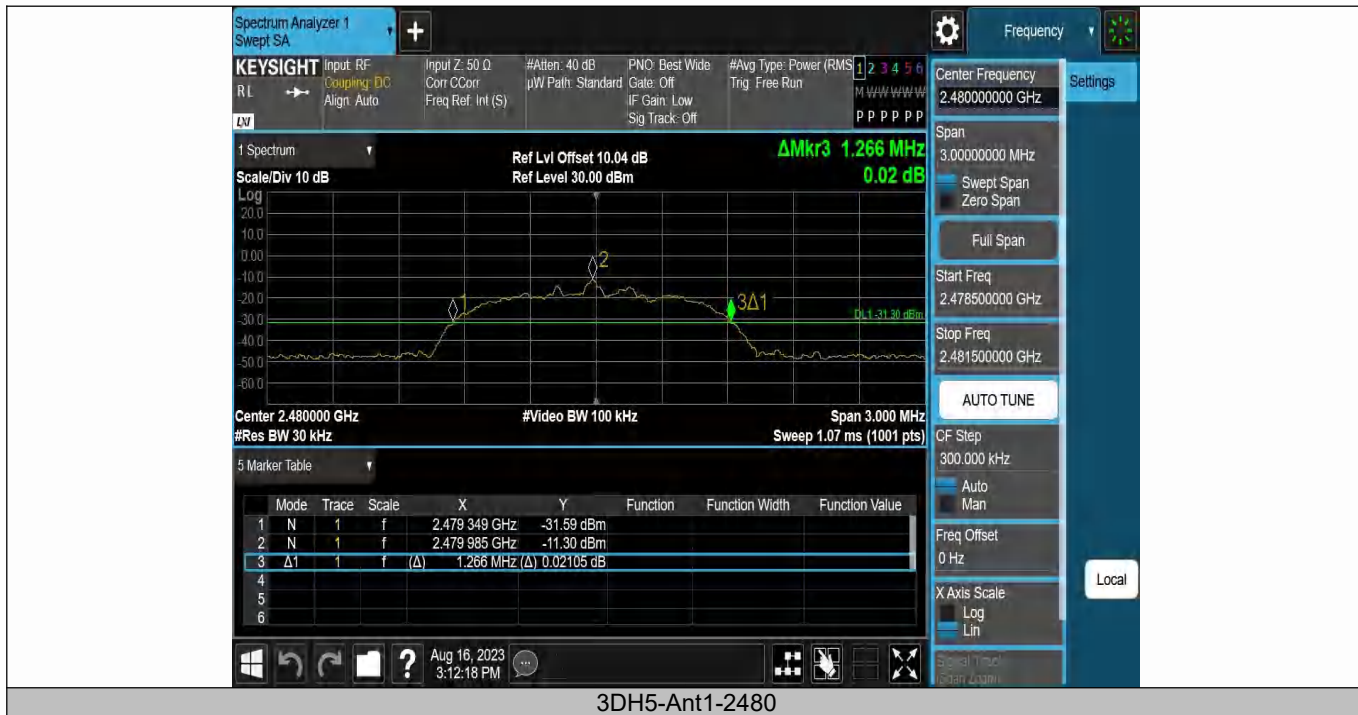 Spectrum Analyzer 1
Swept SA
+
Frequency
KEYSIGHT
RL
LXI
Input: RF
Coupling: DC
Align: Auto
Input Z: 50 Ω
Corr CCorr
Freq Ref: Int (S)
#Atten: 40 dB
µW Path: Standard
PNO: Best Wide
Gate: Off
IF Gain: Low
Sig Track: Off
#Avg Type: Power (RMS
Trig: Free Run
1 2 3 4 5 6
M W W W W W
P P P P P P
1 Spectrum
Scale/Div 10 dB
Ref Lvl Offset 10.04 dB
Ref Level 30.00 dBm
ΔMkr3 1.266 MHz
0.02 dB
Log
20.0
10.0
0.00
-10.0
-20.0
-30.0
-40.0
-50.0
-60.0
1
2
3Δ1
DL1 -31.30 dBm
Center 2.480000 GHz
#Video BW 100 kHz
Span 3.000 MHz
#Res BW 30 kHz
Sweep 1.07 ms (1001 pts)
5 Marker Table
Mode Trace Scale X Y Function Function Width Function Value
1 N 1 f 2.479 349 GHz -31.59 dBm
2 N 1 f 2.479 985 GHz -11.30 dBm
3 Δ1 1 f (Δ) 1.266 MHz (Δ) 0.02105 dB
4
5
6
Aug 16, 2023
3:12:18 PM
?
Center Frequency
2.480000000 GHz
Settings
Span
3.00000000 MHz
Swept Span
Zero Span
Full Span
Start Freq
2.478500000 GHz
Stop Freq
2.481500000 GHz
AUTO TUNE
CF Step
300.000 kHz
Auto
Man
Freq Offset
0 Hz
X Axis Scale
Log
Lin
Signal Track
(Span Zoom)
Local
3DH5-Ant1-2480